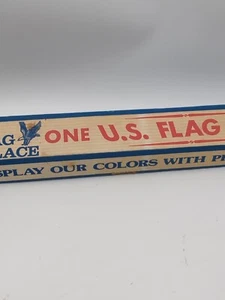 AG
LACE
ONE U.S. FLAG
SPLAY OUR COLORS WITH PR